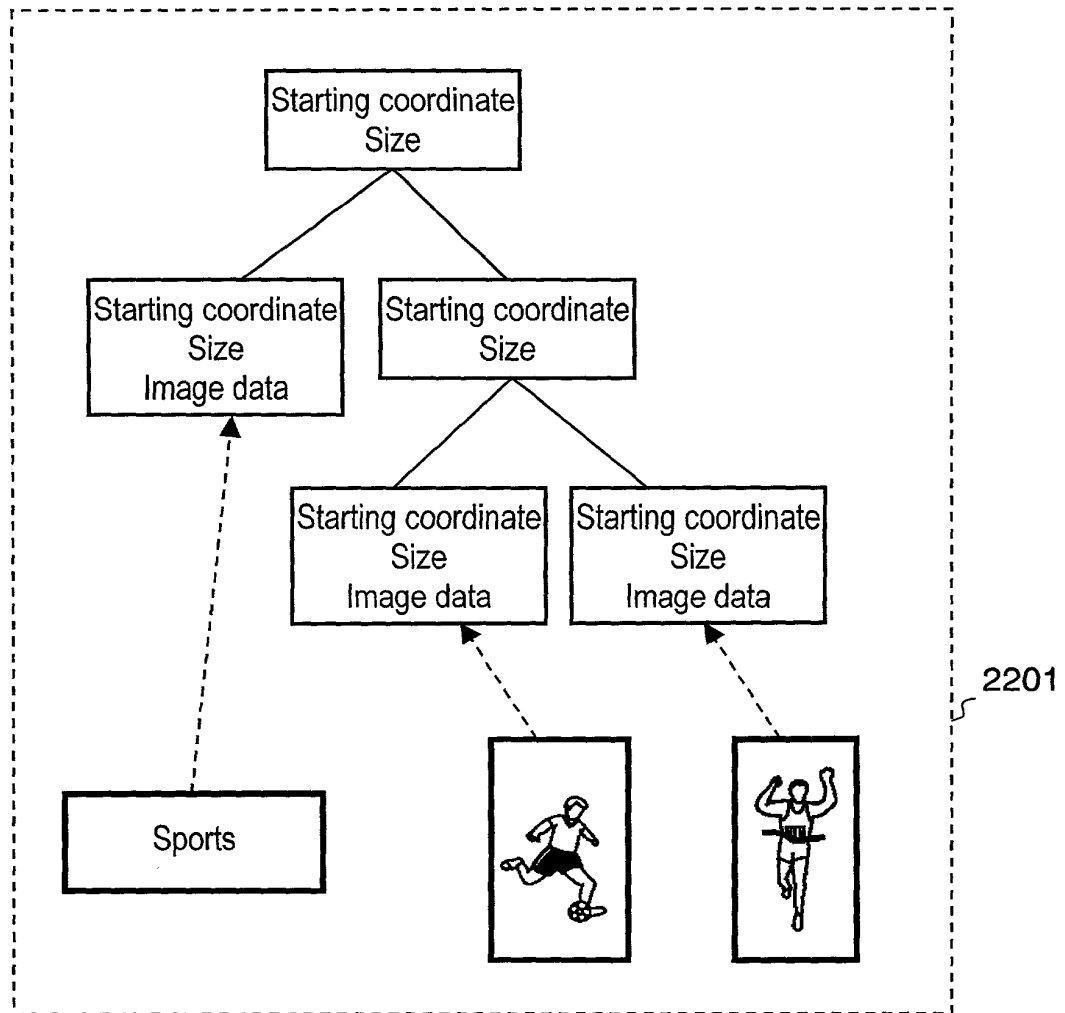 Starting coordinate
Size
Starting coordinate
Size
Image data
Starting coordinate
Size
Starting coordinate
Size
Image data
Starting coordinate
Size
Image data
2201
Sports